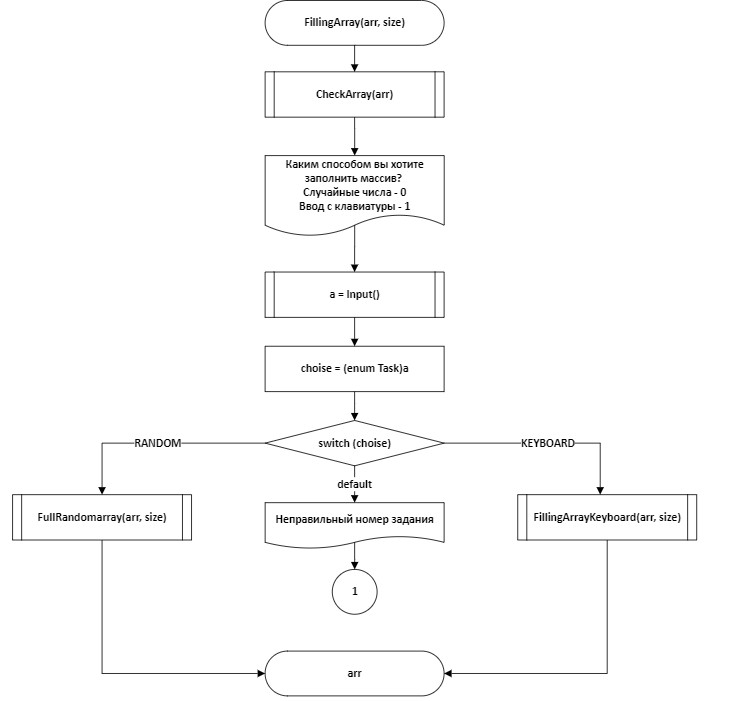 FillingArray(arr, size)
CheckArray(arr)
Каким способом вы хотите
заполнить массив?
Случайные числа - 0
Ввод с клавиатуры - 1
a = Input()
choise = (enum Task)a
switch (choise)
RANDOM
KEYBOARD
default
FullRandomarray(arr, size)
Неправильный номер задания
FillingArrayKeyboard(arr, size)
1
arr